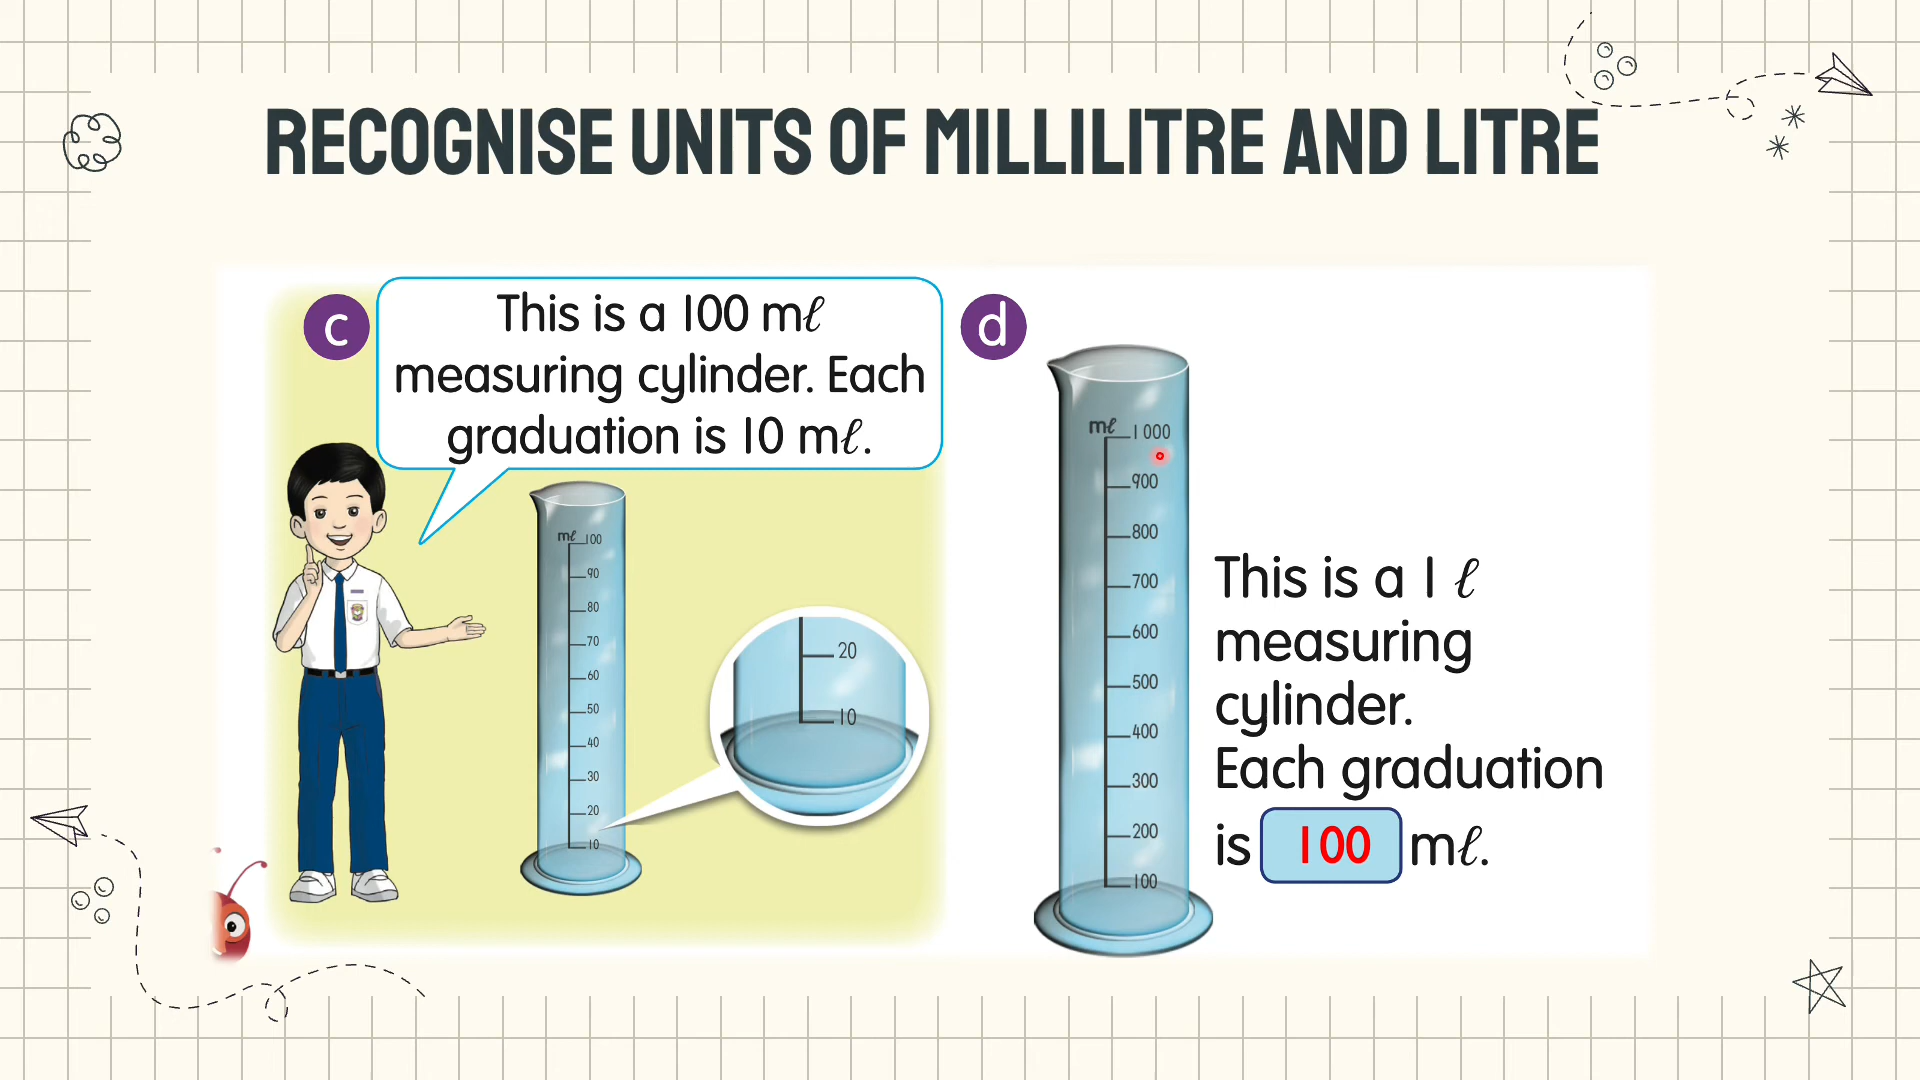 RECOGNISE UNITS OF MILLILITRE AND LITRE
c
This is a 100 mℓ
measuring cylinder. Each
graduation is 10 mℓ.
mℓ
100
90
80
70
60
50
40
30
20
10
20
10
d
mℓ
1 000
900
800
700
600
500
400
300
200
100
This is a 1 ℓ
measuring
cylinder.
Each graduation
is 100 mℓ.